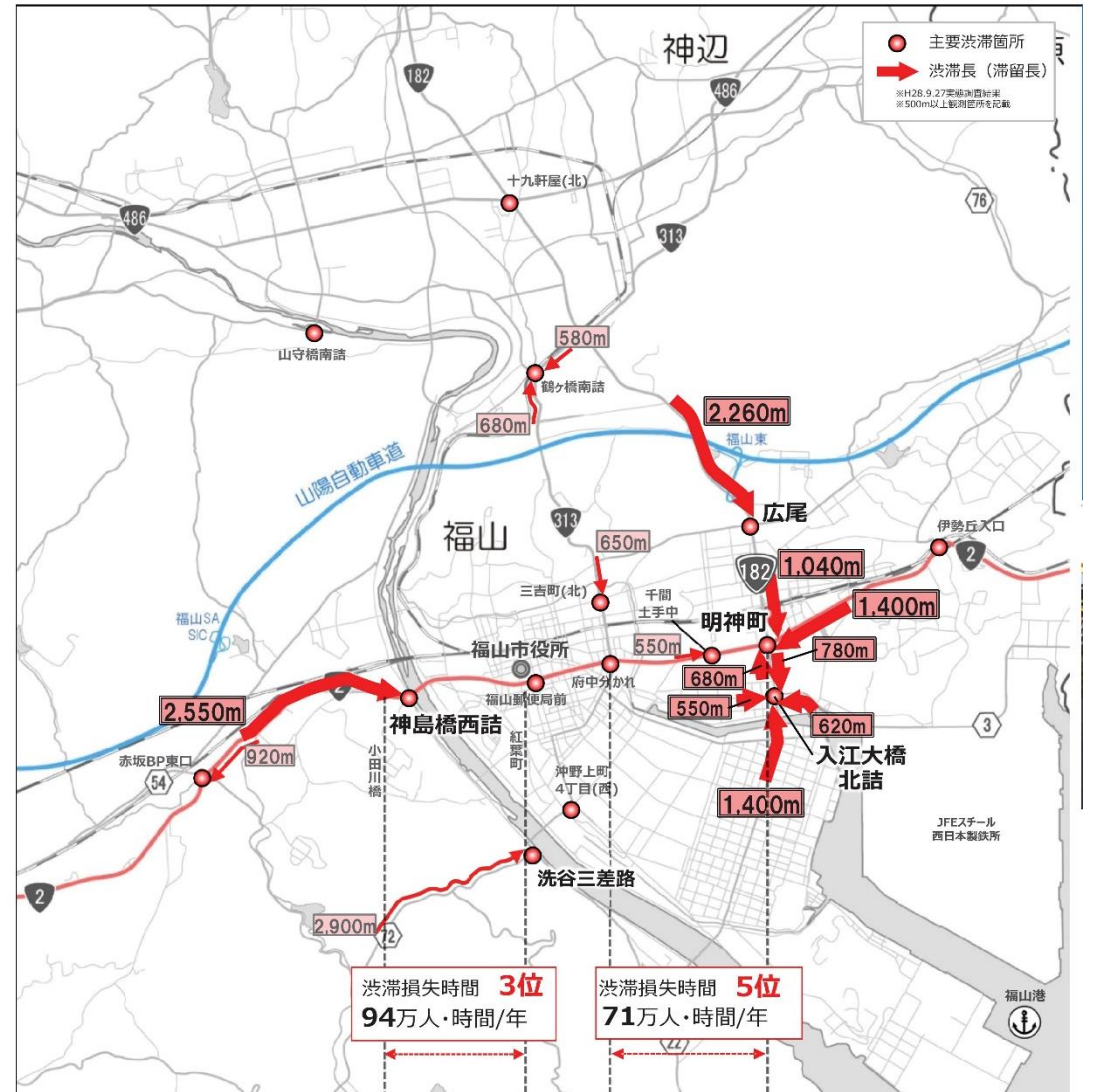 神辺
主要渋滞箇所
渋滞長（滞留長）
※H28.9.27実態調査結果
※500m以上観測箇所を記載
182
486
十九軒屋(北)
76
486
313
山守橋南詰
580m
鶴ヶ橋南詰
680m
2,260m
福山東
山陽自動車道
広尾
福山
313
650m
伊勢丘入口
2
182
1,040m
三吉町(北)
千間
土手中
1,400m
福山SA
SIC
明神町
福山市役所
550m
780m
680m
2
府中分かれ
福山郵便局前
2,550m
神島橋西詰
550m
620m
3
赤坂BP東口
920m
小田川橋
紅葉町
入江大橋
北詰
54
沖野上町
4丁目(西)
1,400m
JFEスチール
西日本製鉄所
洗谷三差路
2
2,900m
72
渋滞損失時間 3位
94万人・時間/年
渋滞損失時間 5位
71万人・時間/年
福山港
22